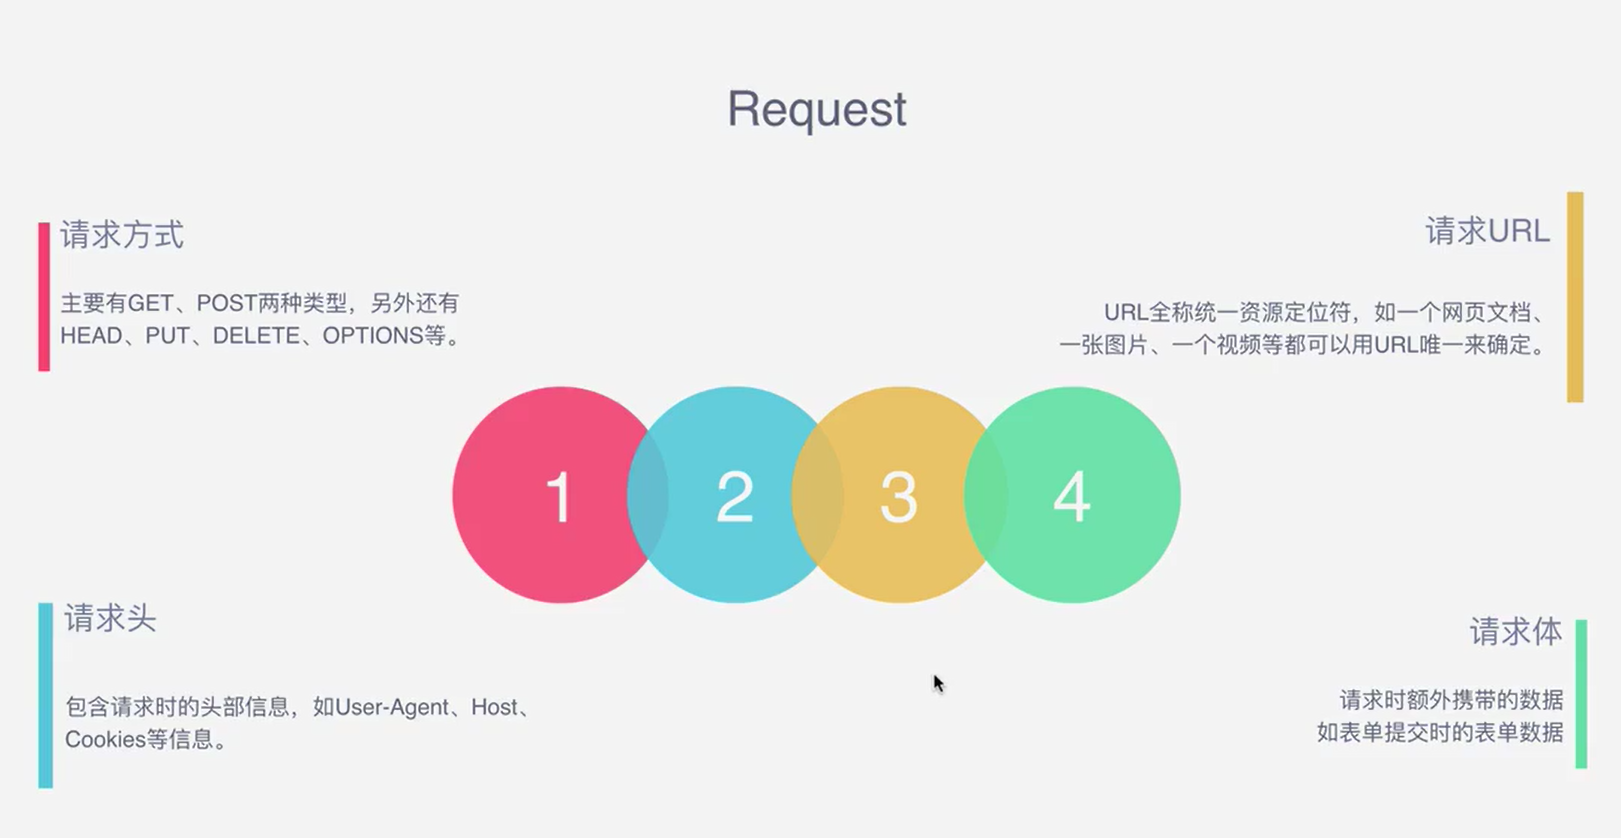 Request
请求方式
主要有GET、POST两种类型，另外还有
HEAD、PUT、DELETE、OPTIONS等。
请求URL
URL全称统一资源定位符，如一个网页文档、
一张图片、一个视频等都可以用URL唯一来确定。
1
2
3
4
请求头
包含请求时的头部信息，如User-Agent、Host、
Cookies等信息。
请求体
请求时额外携带的数据
如表单提交时的表单数据